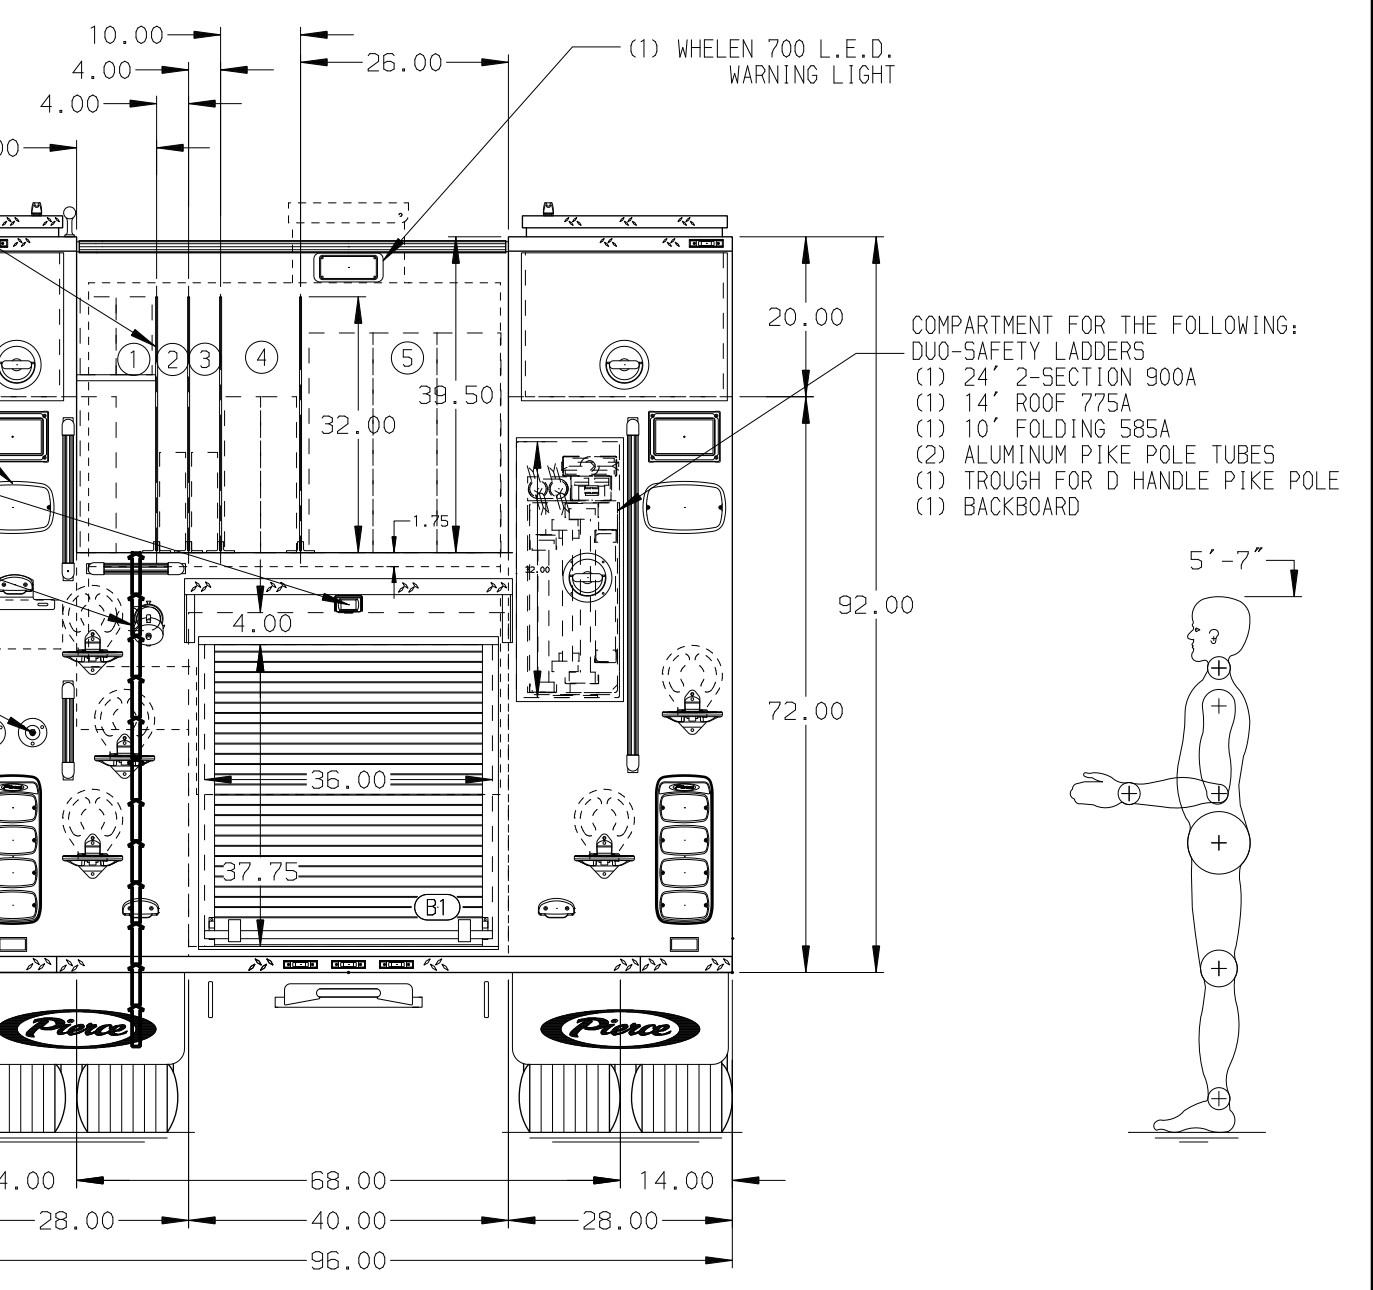 10.00
(1) WHELEN 700 L.E.D.
WARNING LIGHT
4.00
26.00
4.00
00
20.00
COMPARTMENT FOR THE FOLLOWING:
DUO-SAFETY LADDERS
(1) 24' 2-SECTION 900A
(1) 14' ROOF 775A
(1) 10' FOLDING 585A
(2) ALUMINUM PIKE POLE TUBES
(1) TROUGH FOR D HANDLE PIKE POLE
(1) BACKBOARD
1 2 3 4 5
39.50
32.00
1.75
5'-7"
92.00
4.00
72.00
36.00
37.75
B1
Pierce Pierce
4.00 68.00 14.00
28.00 40.00 28.00
96.00